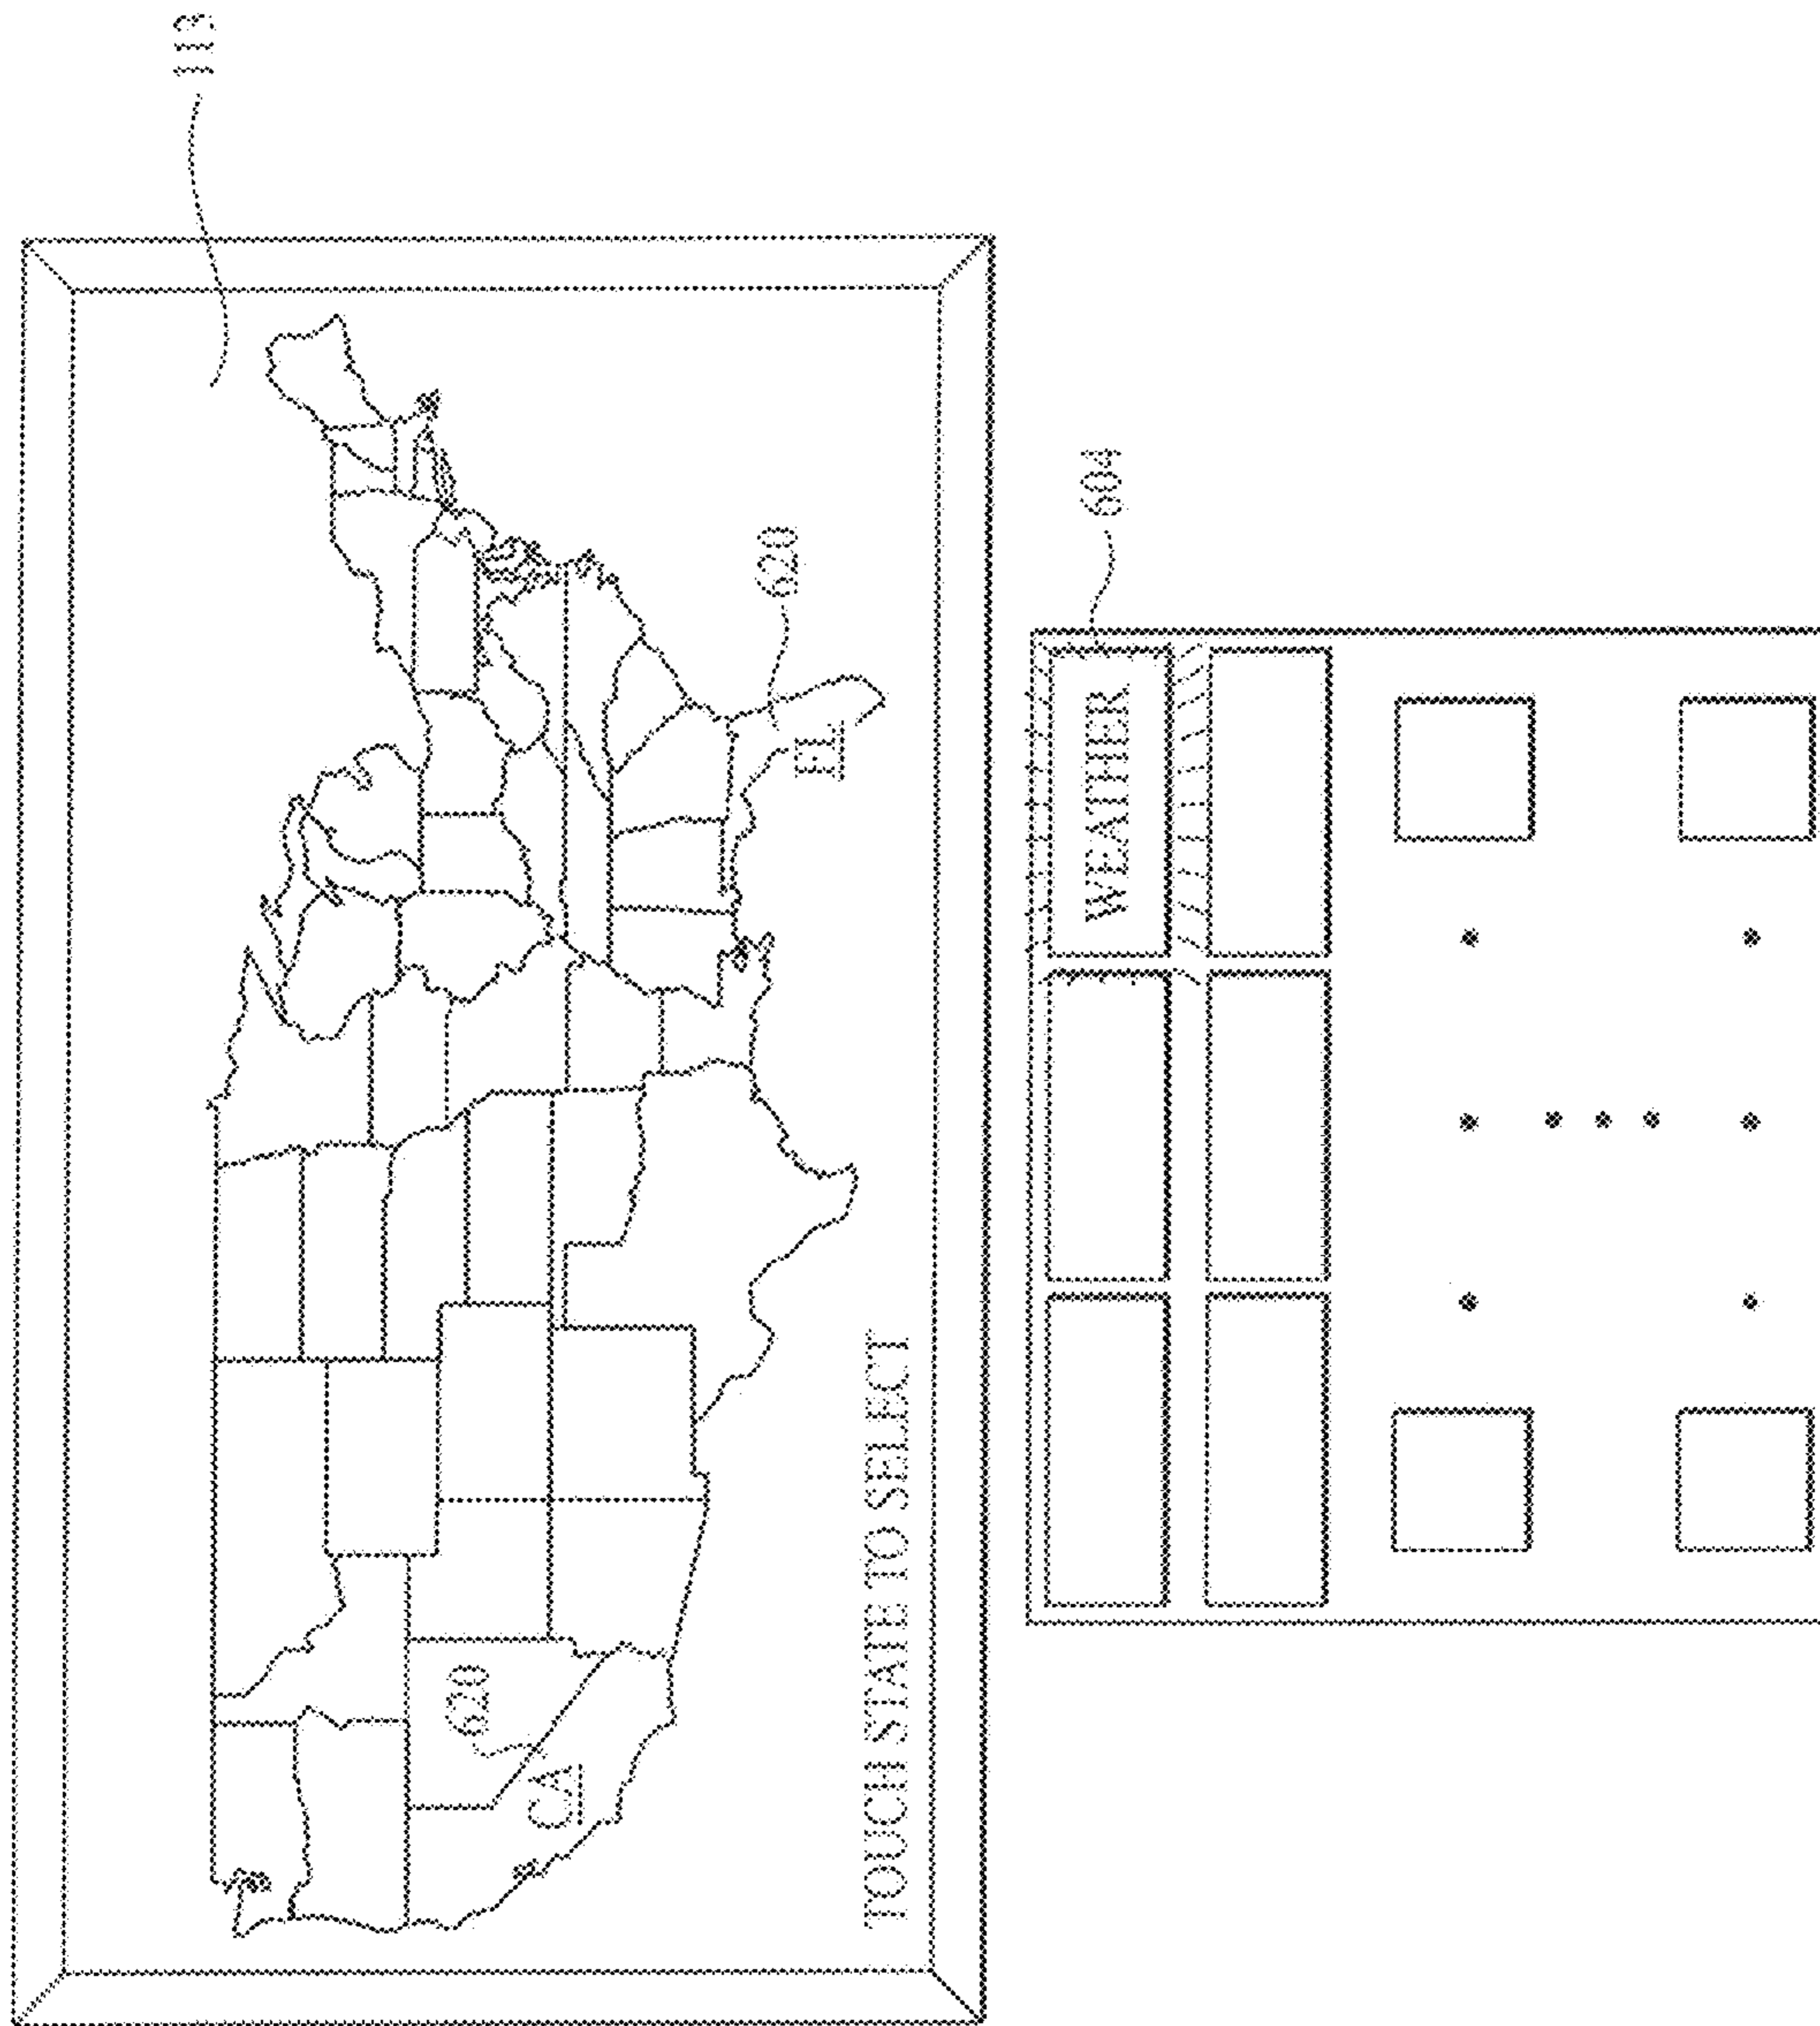 113
620
CA
620
FL
TOUCH STATE TO SELECT
604
WEATHER